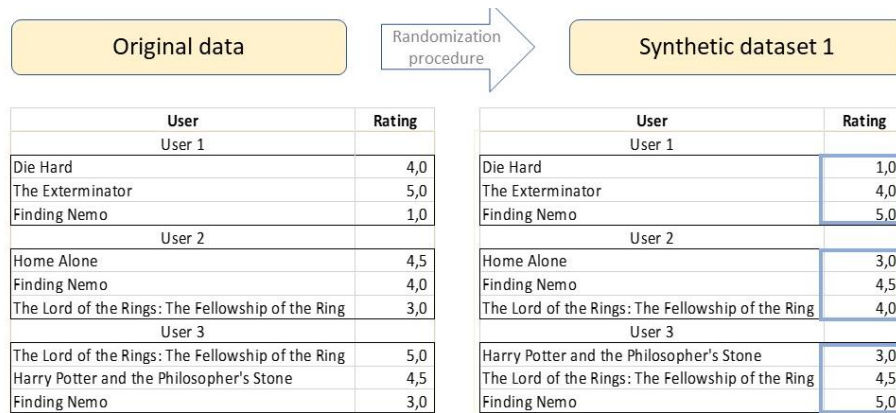 Original data
Randomization
procedure
Synthetic dataset 1
User Rating
User 1
Die Hard 4,0
The Exterminator 5,0
Finding Nemo 1,0
User 2
Home Alone 4,5
Finding Nemo 4,0
The Lord of the Rings: The Fellowship of the Ring 3,0
User 3
The Lord of the Rings: The Fellowship of the Ring 5,0
Harry Potter and the Philosopher's Stone 4,5
Finding Nemo 3,0
User Rating
User 1
Die Hard 1,0
The Exterminator 4,0
Finding Nemo 5,0
User 2
Home Alone 3,0
Finding Nemo 4,5
The Lord of the Rings: The Fellowship of the Ring 4,0
User 3
Harry Potter and the Philosopher's Stone 3,0
The Lord of the Rings: The Fellowship of the Ring 4,5
Finding Nemo 5,0